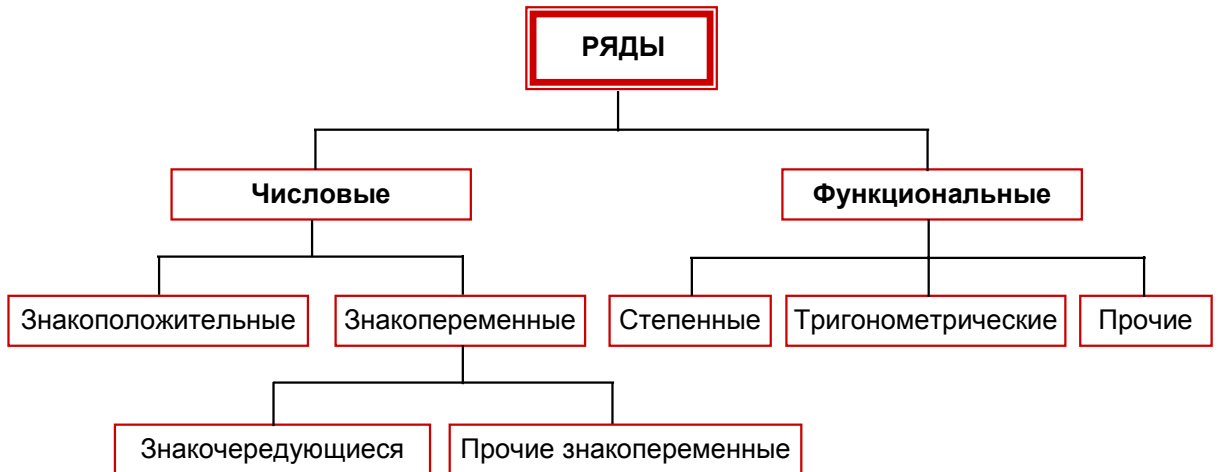 РЯДЫ
Числовые
Функциональные
Знакоположительные
Знакопеременные
Степенные
Тригонометрические
Прочие
Знакочередующиеся
Прочие знакопеременные